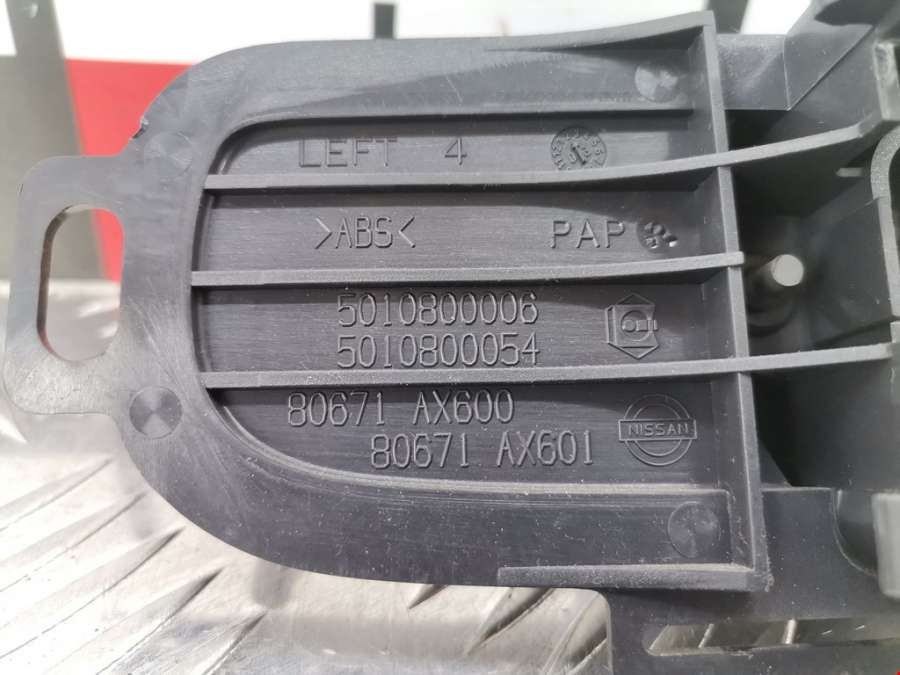 LEFT 4
>ABS< PAP
5010800006
5010800054
80671 AX600
80671 AX601
NISSAN